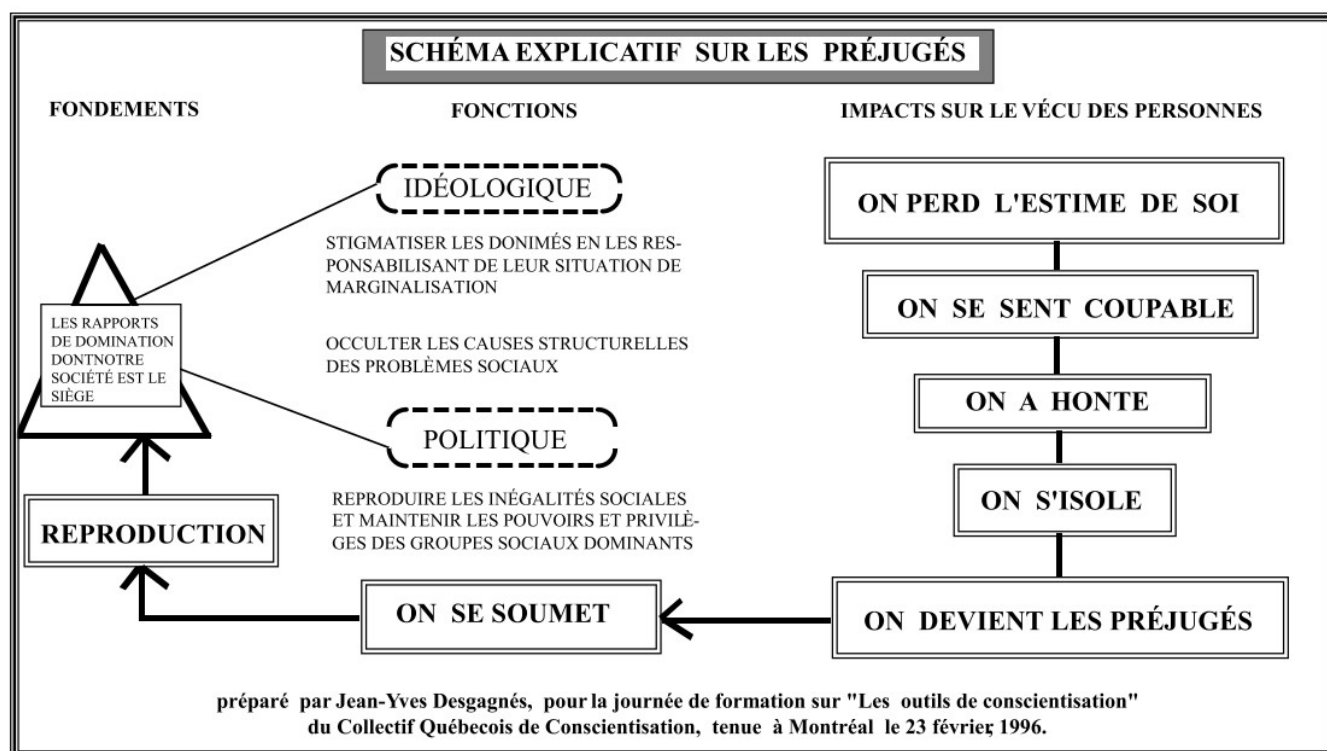 SCHÉMA EXPLICATIF SUR LES PRÉJUGÉS
FONDEMENTS
FONCTIONS
IMPACTS SUR LE VÉCU DES PERSONNES
LES RAPPORTS
DE DOMINATION
DONTNOTRE
SOCIÉTÉ EST LE
SIÈGE
IDÉOLOGIQUE
STIGMATISER LES DONIMÉS EN LES RES-
PONSABILISANT DE LEUR SITUATION DE
MARGINALISATION
OCCULTER LES CAUSES STRUCTURELLES
DES PROBLÈMES SOCIAUX
POLITIQUE
REPRODUIRE LES INÉGALITÉS SOCIALES
ET MAINTENIR LES POUVOIRS ET PRIVILÈ-
GES DES GROUPES SOCIAUX DOMINANTS
ON PERD L'ESTIME DE SOI
ON SE SENT COUPABLE
ON A HONTE
ON S'ISOLE
ON DEVIENT LES PRÉJUGÉS
ON SE SOUMET
REPRODUCTION
préparé par Jean-Yves Desgagnés, pour la journée de formation sur "Les outils de conscientisation"
du Collectif Québecois de Conscientisation, tenue à Montréal le 23 février, 1996.